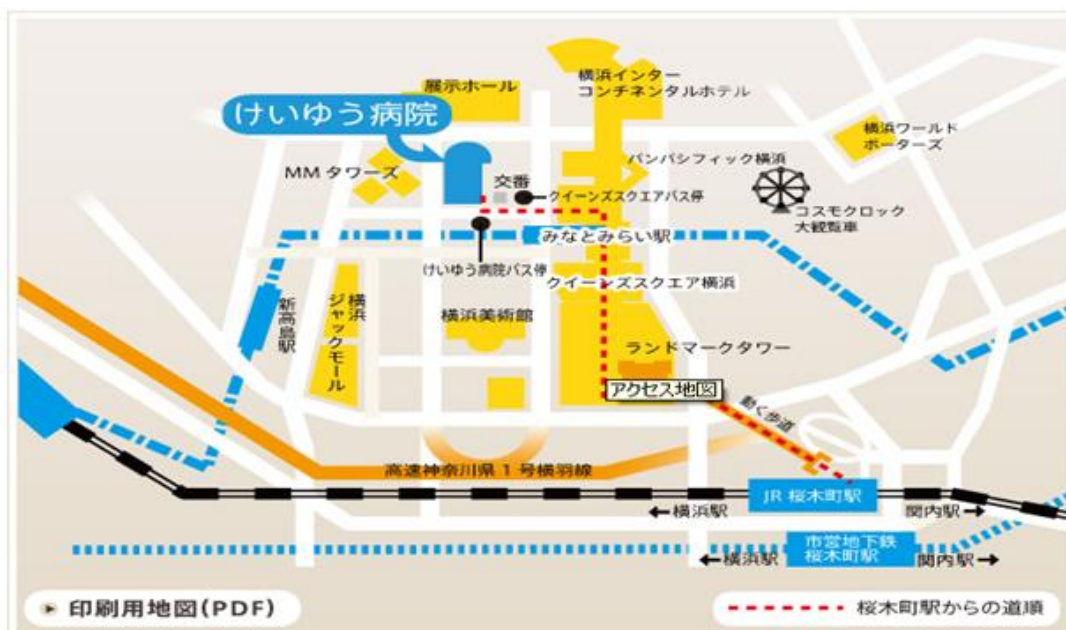 展示ホール
横浜インター
コンチネンタルホテル
けいゆう病院
横浜ワールド
ポーターズ
MMタワーズ
交番
パンパシフィック横浜
クイーンズスクエアバス停
コスモクロック
大観覧車
みなとみらい駅
けいゆう病院バス停
クイーンズスクエア横浜
新高島駅
横浜
ジャックモール
横浜美術館
ランドマークタワー
アクセス地図
動く歩道
高速神奈川県1号横羽線
JR 桜木町駅
←横浜駅
関内駅→
市営地下鉄
桜木町駅
←横浜駅
関内駅→
印刷用地図(PDF)
桜木町駅からの道順